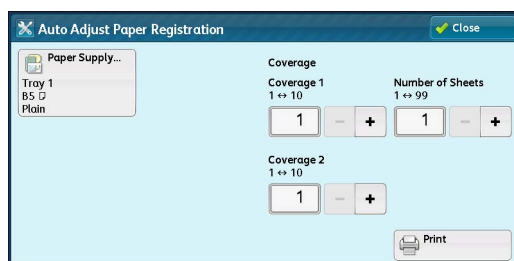 Auto Adjust Paper Registration
Close
Paper Supply...
Tray 1
B5
Plain
Coverage
Coverage 1
1 ↔ 10
1
-
+
Number of Sheets
1 ↔ 99
1
-
+
Coverage 2
1 ↔ 10
1
-
+
Print